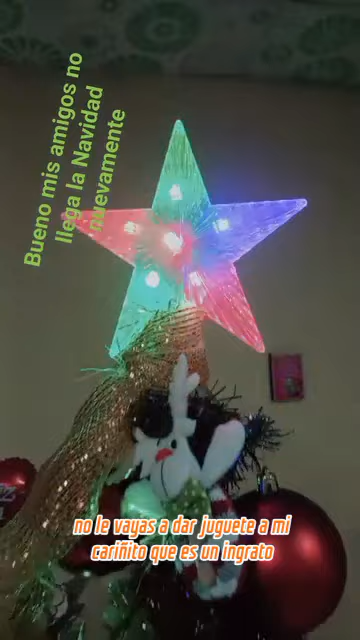 Bueno mis amigos no
llega la Navidad
nuevamente
no le vayas a dar juguete a mi
cariñito que es un ingrato